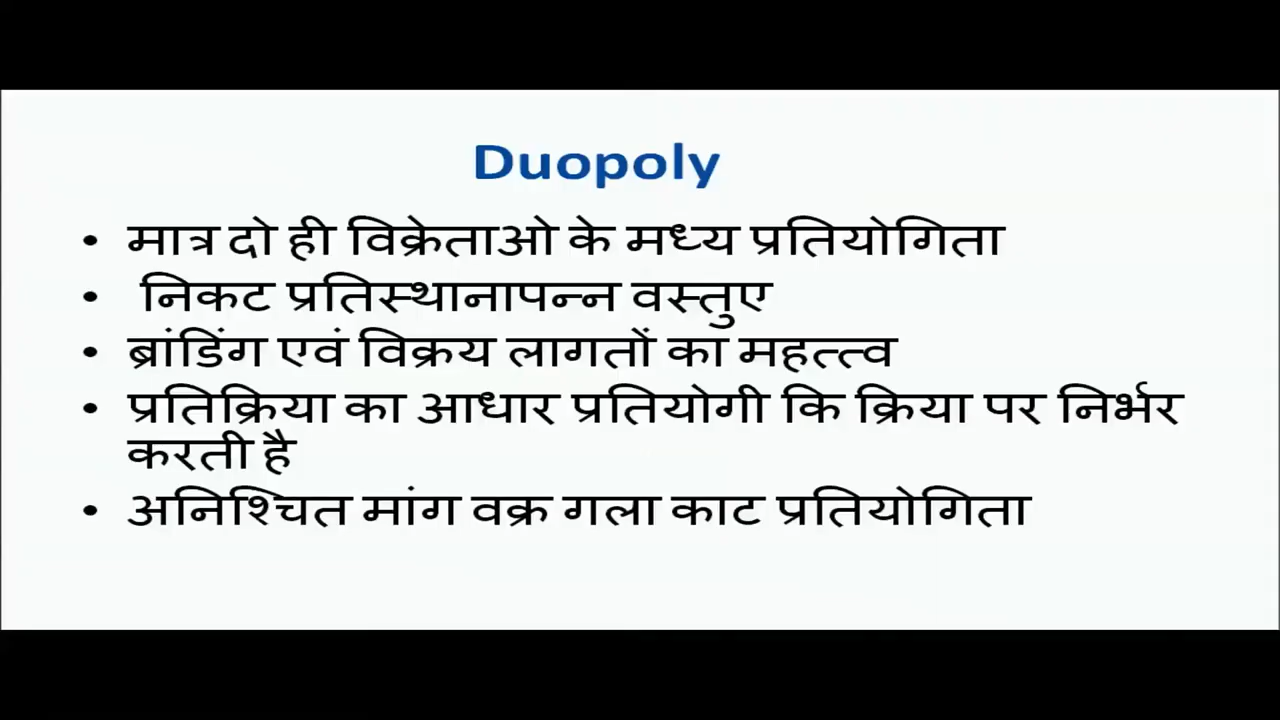 Duopoly
• मात्र दो ही विक्रेताओ के मध्य प्रतियोगिता
• निकट प्रतिस्थानापन्न वस्तुए
• ब्रांडिंग एवं विक्रय लागतों का महत्त्व
• प्रतिक्रिया का आधार प्रतियोगी कि क्रिया पर निर्भर
करती है
• अनिश्चित मांग वक्र गला काट प्रतियोगिता